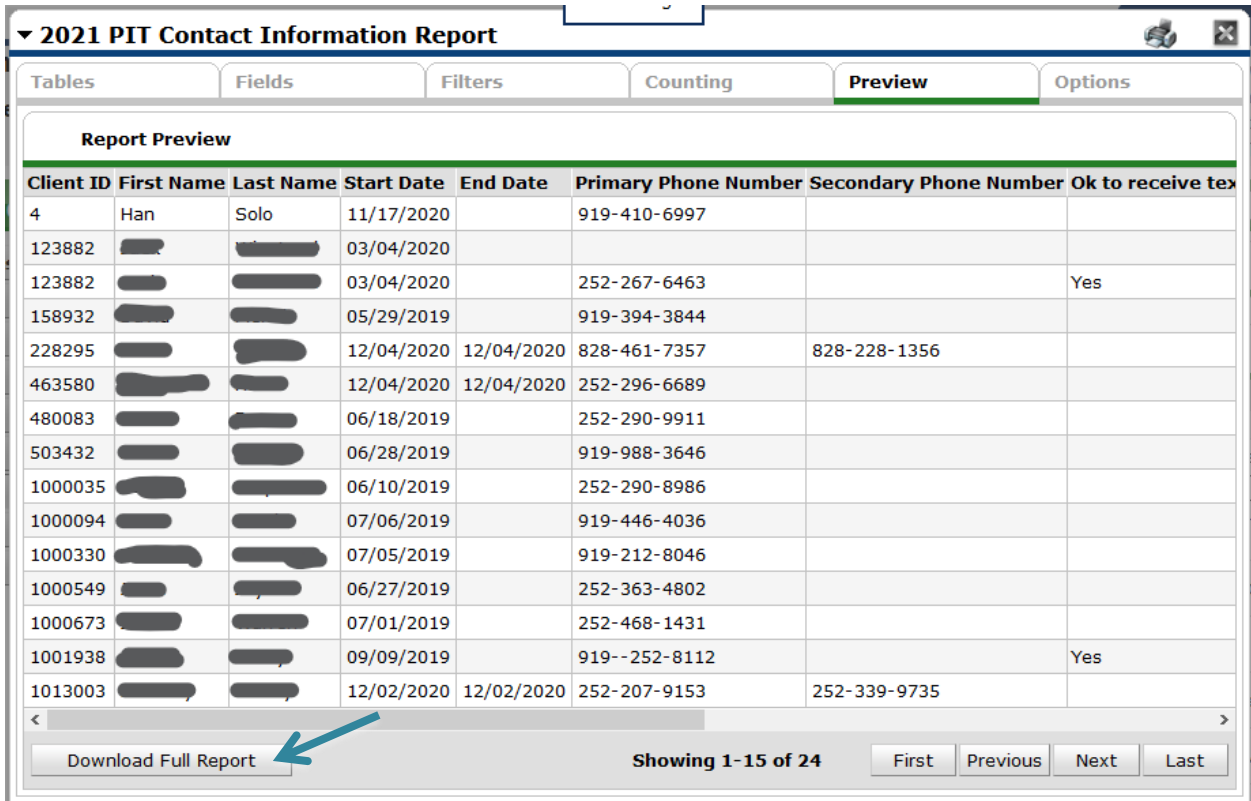 2021 PIT Contact Information Report
Tables Fields Filters Counting Preview Options
Report Preview
Client ID First Name Last Name Start Date End Date Primary Phone Number Secondary Phone Number Ok to receive tex
4 Han Solo 11/17/2020 919-410-6997
123882 03/04/2020
123882 03/04/2020 252-267-6463 Yes
158932 05/29/2019 919-394-3844
228295 12/04/2020 12/04/2020 828-461-7357 828-228-1356
463580 12/04/2020 12/04/2020 252-296-6689
480083 06/18/2019 252-290-9911
503432 06/28/2019 919-988-3646
1000035 06/10/2019 252-290-8986
1000094 07/06/2019 919-446-4036
1000330 07/05/2019 919-212-8046
1000549 06/27/2019 252-363-4802
1000673 07/01/2019 252-468-1431
1001938 09/09/2019 919--252-8112 Yes
1013003 12/02/2020 12/02/2020 252-207-9153 252-339-9735
Download Full Report Showing 1-15 of 24 First Previous Next Last